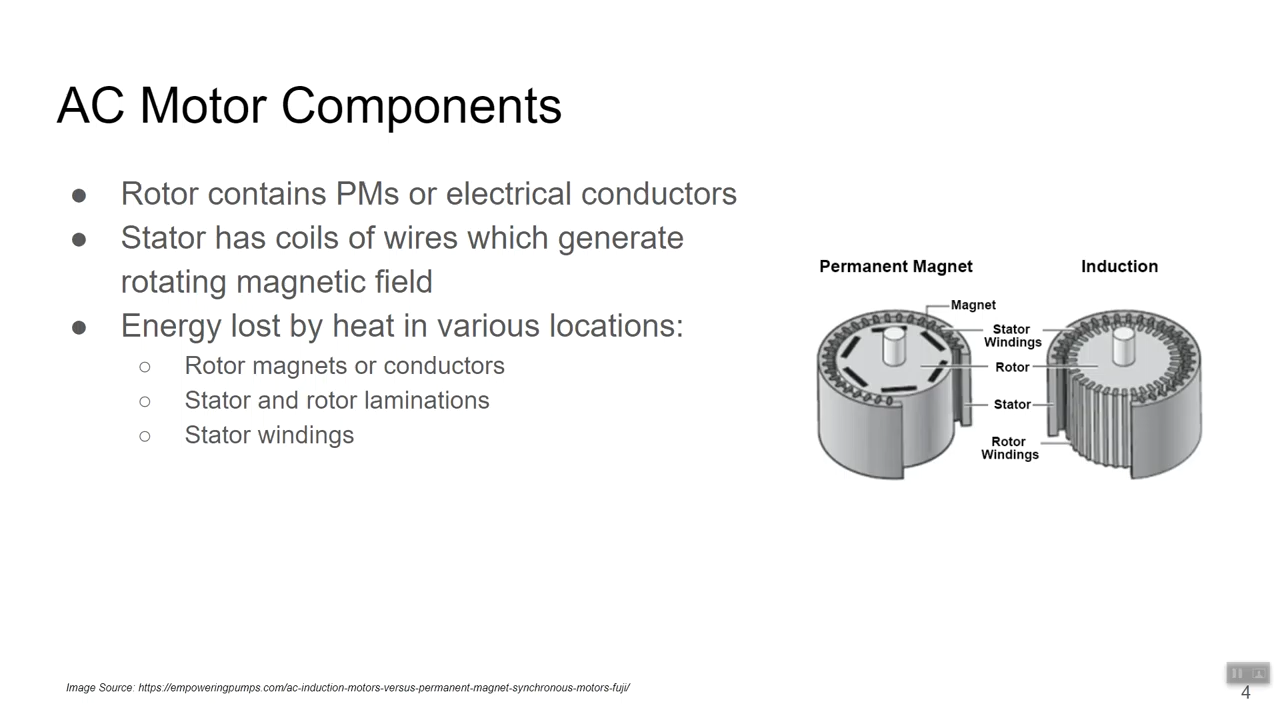 AC Motor Components
● Rotor contains PMs or electrical conductors
● Stator has coils of wires which generate
rotating magnetic field
● Energy lost by heat in various locations:
○ Rotor magnets or conductors
○ Stator and rotor laminations
○ Stator windings
Permanent Magnet
Induction
Magnet
Stator
Windings
Rotor
Stator
Rotor
Windings
Image Source: https://empoweringpumps.com/ac-induction-motors-versus-permanent-magnet-synchronous-motors-fuji/
4